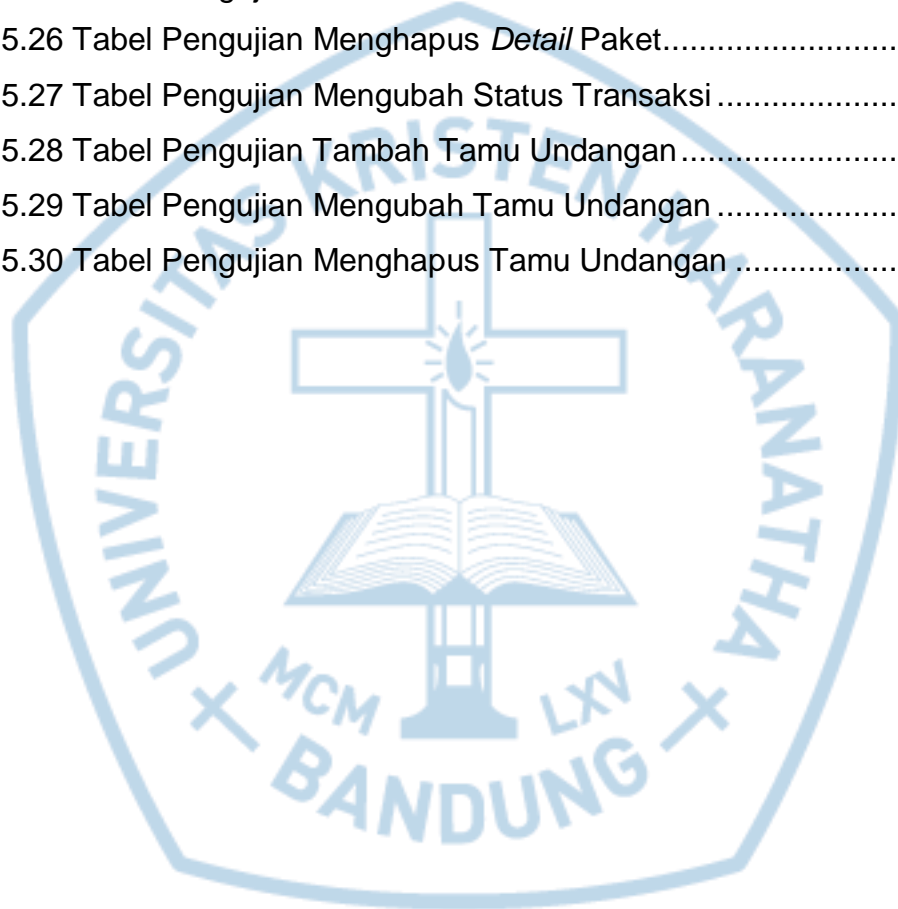 5.26 Tabel Pengujian Menghapus Detail Paket..........................
5.27 Tabel Pengujian Mengubah Status Transaksi....................
5.28 Tabel Pengujian Tambah Tamu Undangan........................
5.29 Tabel Pengujian Mengubah Tamu Undangan....................
5.30 Tabel Pengujian Menghapus Tamu Undangan..................
UNIVERSITAS KRISTEN MARANATHA
MCM LXV
BANDUNG